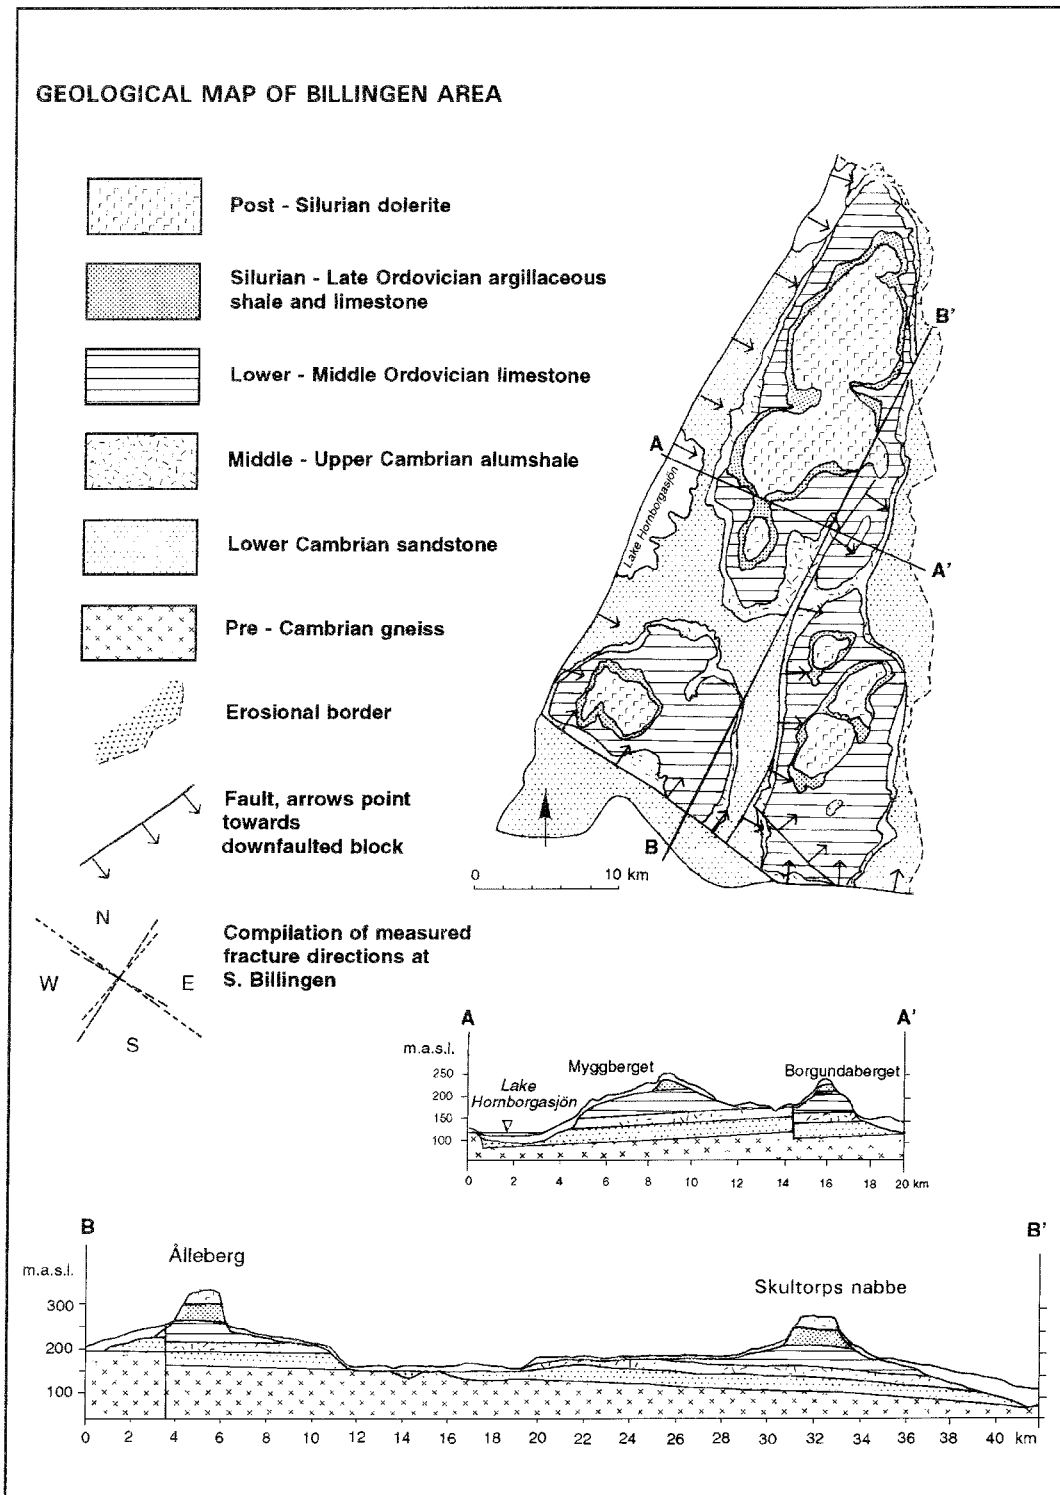 GEOLOGICAL MAP OF BILLINGEN AREA
Post - Silurian dolerite
Silurian - Late Ordovician argillaceous
shale and limestone
Lower - Middle Ordovician limestone
Middle - Upper Cambrian alumshale
Lower Cambrian sandstone
Pre - Cambrian gneiss
Erosional border
Fault, arrows point
towards
downfaulted block
N
W
E
S
Compilation of measured
fracture directions at
S. Billingen
B'
A
Lake Hornborgasjön
A'
B
0 10 km
A A'
m.a.s.l.
Myggberget
Borgundaberget
Lake
Hornborgasjön
250
200
150
100
0 2 4 6 8 10 12 14 16 18 20 km
B B'
m.a.s.l.
Ålleberg
Skultorps nabbe
300
200
100
0 2 4 6 8 10 12 14 16 18 20 24 26 28 30 32 36 38 40 km